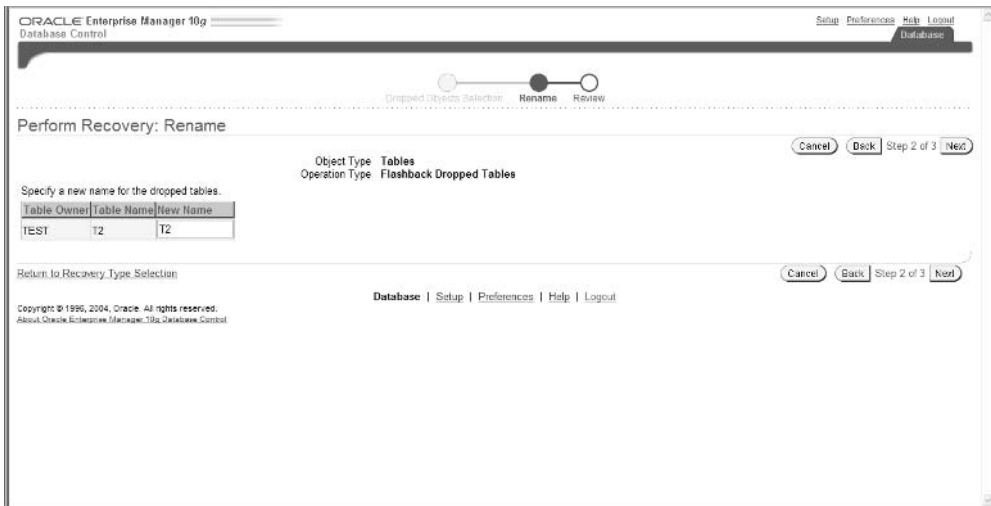 ORACLE Enterprise Manager 10g
Database Control
Setup Preferences Help Logout
Database
Dropped Objects Selection Rename Review
Perform Recovery: Rename
Cancel Back Step 2 of 3 Next
Object Type Tables
Operation Type Flashback Dropped Tables
Specify a new name for the dropped tables.
Table Owner Table Name New Name
TEST T2 T2
Return to Recovery Type Selection
Cancel Back Step 2 of 3 Next
Database | Setup | Preferences | Help | Logout
Copyright © 1996, 2004, Oracle. All rights reserved.
About Oracle Enterprise Manager 10g Database Control